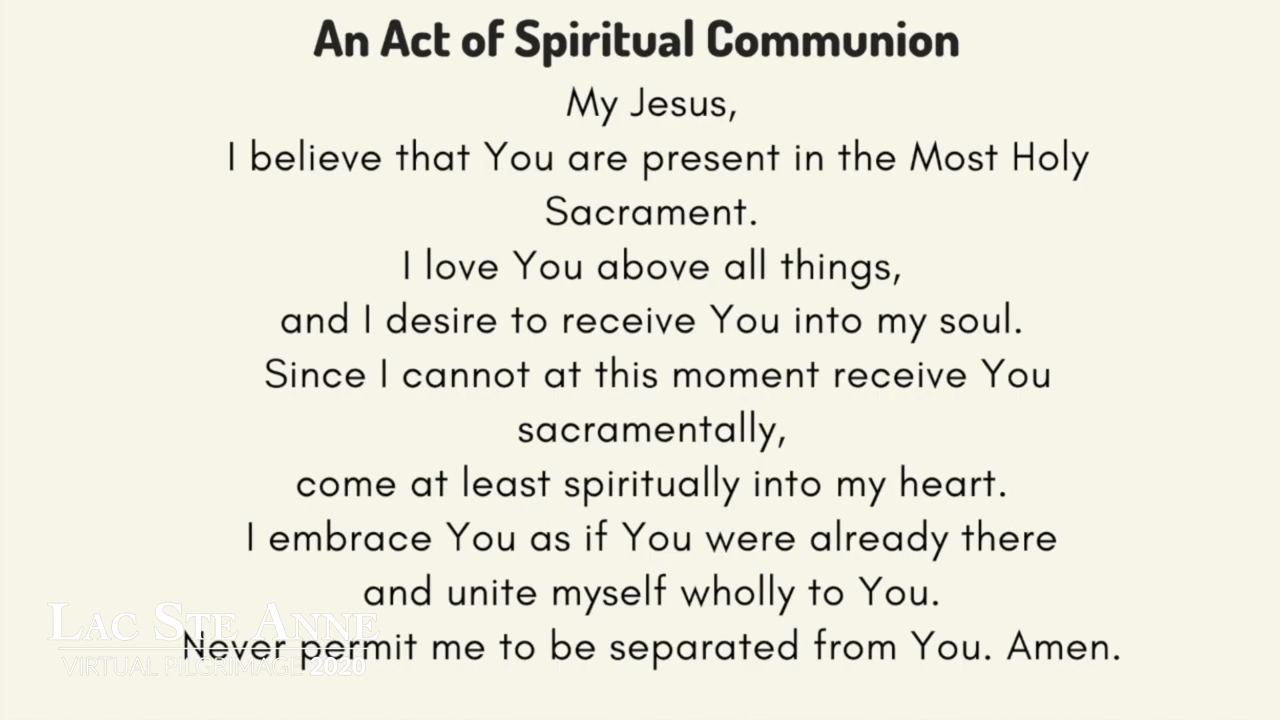 An Act of Spiritual Communion
My Jesus,
I believe that You are present in the Most Holy
Sacrament.
I love You above all things,
and I desire to receive You into my soul.
Since I cannot at this moment receive You
sacramentally,
come at least spiritually into my heart.
I embrace You as if You were already there
and unite myself wholly to You.
Never permit me to be separated from You. Amen.
LAC STE ANNE
VIRTUAL PILGRIMAGE 2020